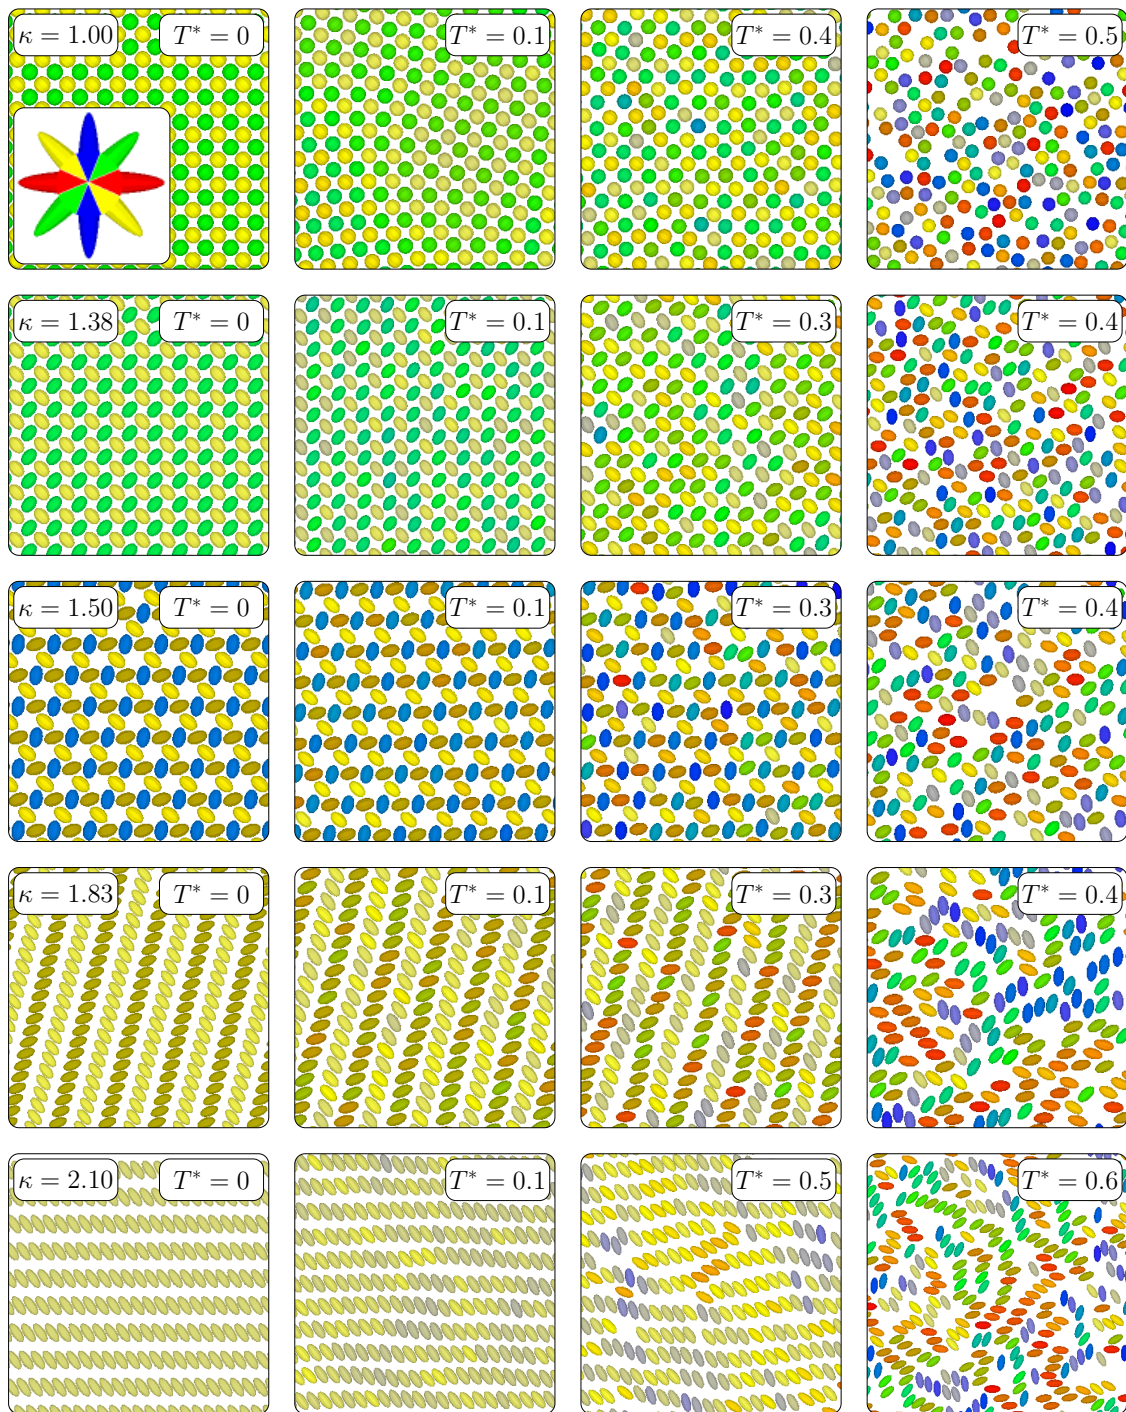 κ = 1.00 T* = 0 T* = 0.1 T* = 0.4 T* = 0.5
κ = 1.38 T* = 0 T* = 0.1 T* = 0.3 T* = 0.4
κ = 1.50 T* = 0 T* = 0.1 T* = 0.3 T* = 0.4
κ = 1.83 T* = 0 T* = 0.1 T* = 0.3 T* = 0.4
κ = 2.10 T* = 0 T* = 0.1 T* = 0.5 T* = 0.6